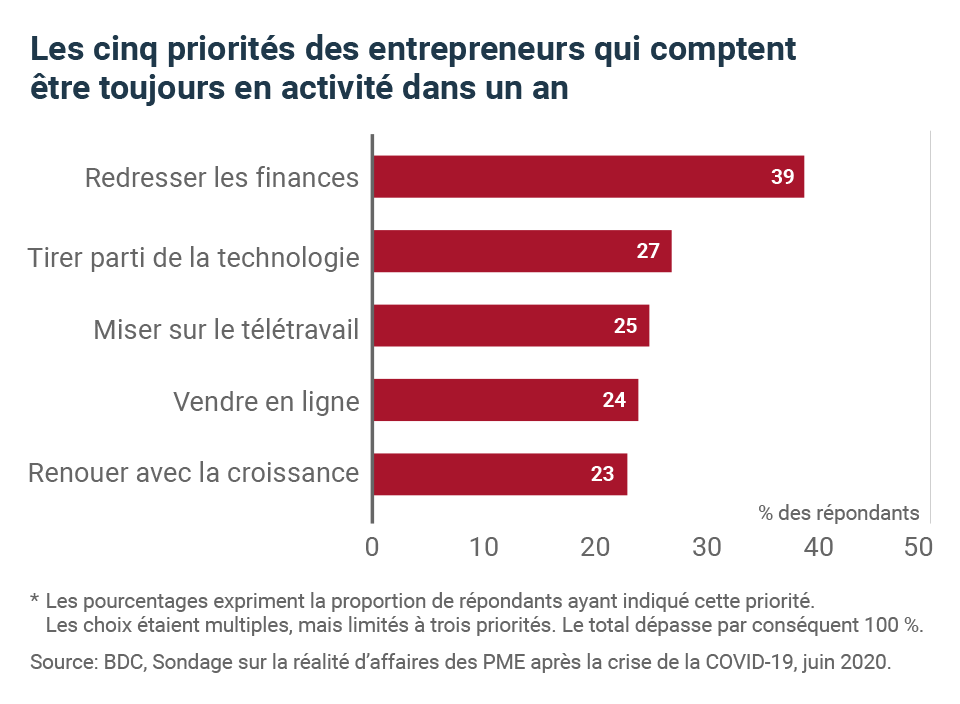 Les cinq priorités des entrepreneurs qui comptent
être toujours en activité dans un an
Redresser les finances
39
Tirer parti de la technologie
27
Miser sur le télétravail
25
Vendre en ligne
24
Renouer avec la croissance
23
% des répondants
0 10 20 30 40 50
* Les pourcentages expriment la proportion de répondants ayant indiqué cette priorité.
Les choix étaient multiples, mais limités à trois priorités. Le total dépasse par conséquent 100 %.
Source: BDC, Sondage sur la réalité d’affaires des PME après la crise de la COVID-19, juin 2020.